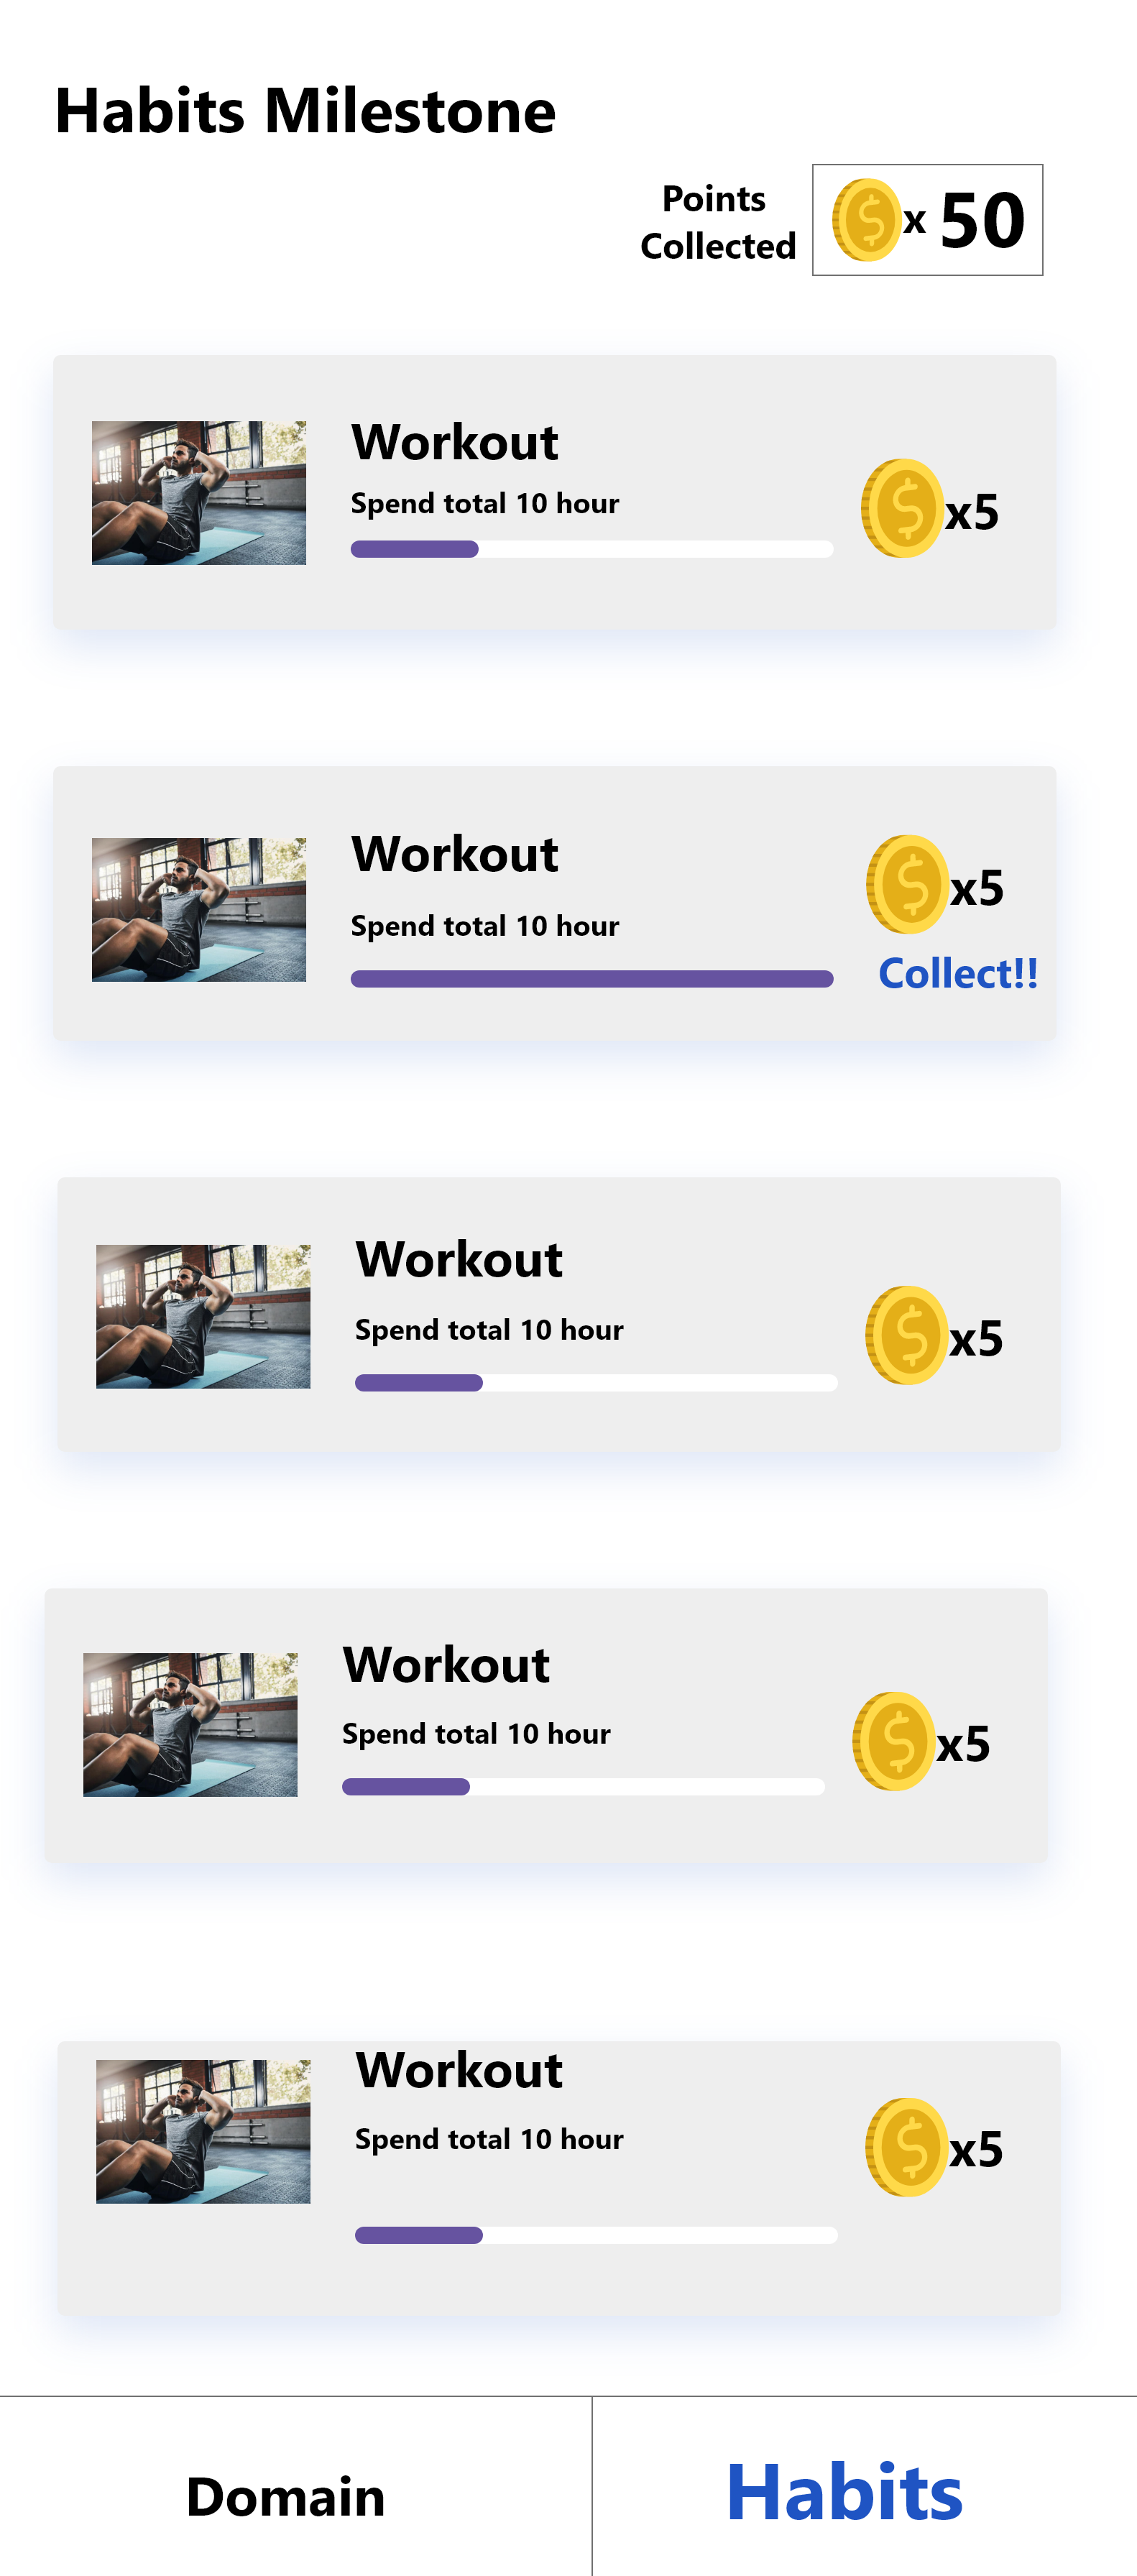 Habits Milestone
Points
Collected
x 50
Workout
Spend total 10 hour
x5
Workout
Spend total 10 hour
x5
Collect!!
Workout
Spend total 10 hour
x5
Workout
Spend total 10 hour
x5
Workout
Spend total 10 hour
x5
Domain
Habits